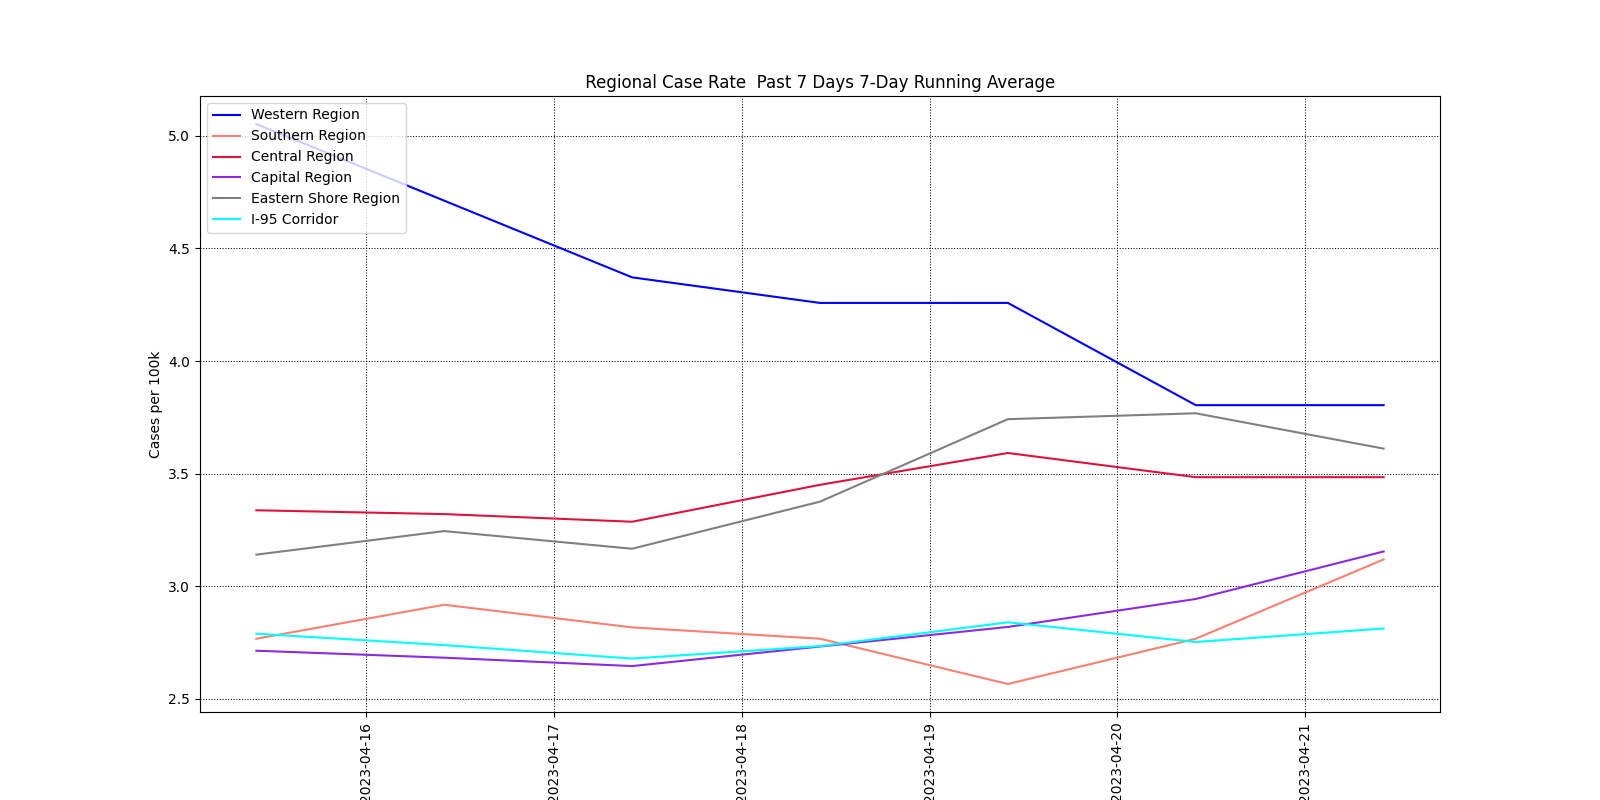 Regional Case Rate  Past 7 Days 7-Day Running Average
Western Region
Southern Region
Central Region
Capital Region
Eastern Shore Region
I-95 Corridor
Cases per 100k
5.0
4.5
4.0
3.5
3.0
2.5
2023-04-16
2023-04-17
2023-04-18
2023-04-19
2023-04-20
2023-04-21